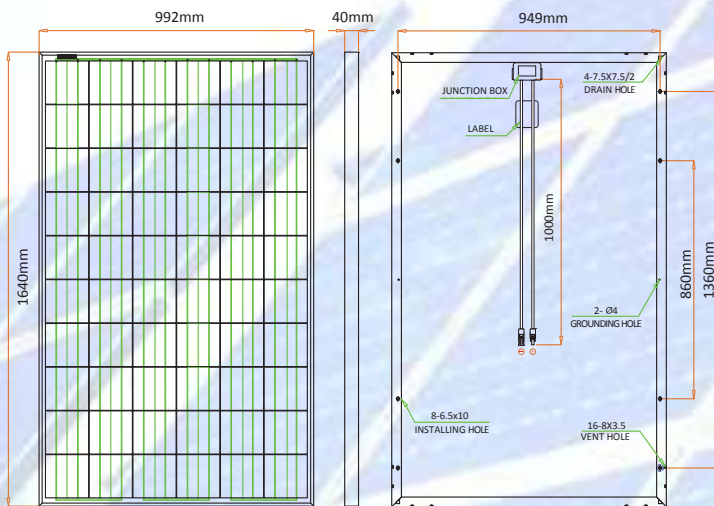 992mm
40mm
949mm
1640mm
JUNCTION BOX
LABEL
1000mm
4-7.5X7.5/2
DRAIN HOLE
860mm
1360mm
2- Ø4
GROUNDING HOLE
8-6.5x10
INSTALLING HOLE
16-8X3.5
VENT HOLE